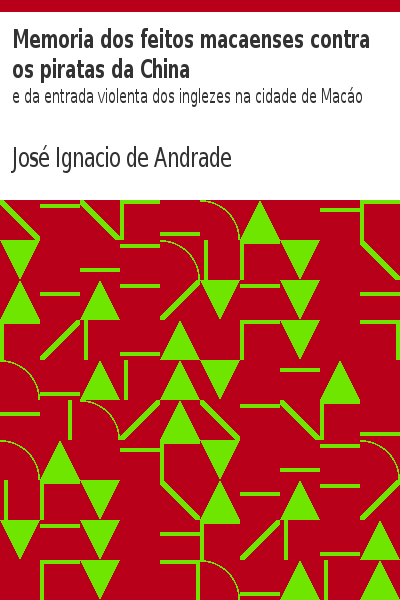 Memoria dos feitos macaenses contra
os piratas da China
e da entrada violenta dos inglezes na cidade de Macáo
José Ignacio de Andrade